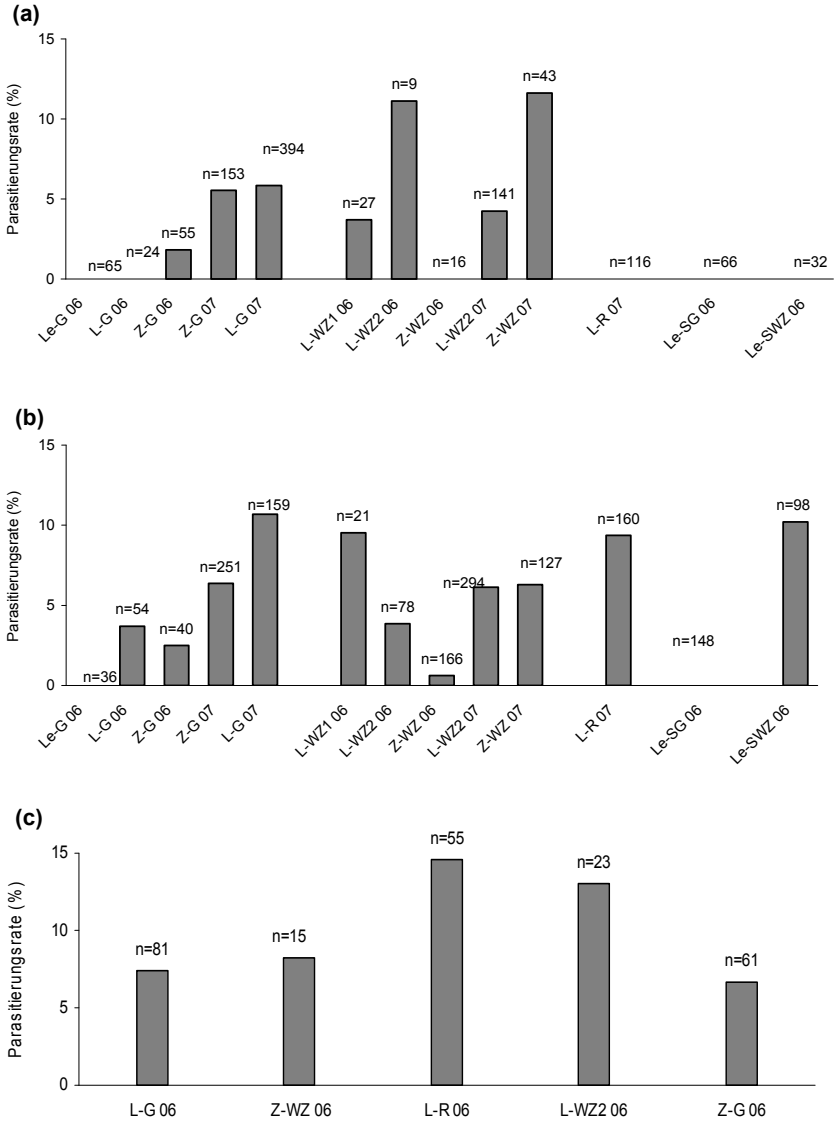 (a)
Parasitierungsrate (%)
15
10
5
0
n=65
n=24
n=55
n=153
n=394
n=27
n=9
n=16
n=141
n=43
n=116
n=66
n=32
Le-G 06
L-G 06
Z-G 06
Z-G 07
L-G 07
L-WZ1 06
L-WZ2 06
Z-WZ 06
L-WZ2 07
Z-WZ 07
L-R 07
Le-SG 06
Le-SWZ 06
(b)
Parasitierungsrate (%)
15
10
5
0
n=36
n=54
n=40
n=251
n=159
n=21
n=78
n=166
n=294
n=127
n=160
n=148
n=98
Le-G 06
L-G 06
Z-G 06
Z-G 07
L-G 07
L-WZ1 06
L-WZ2 06
Z-WZ 06
L-WZ2 07
Z-WZ 07
L-R 07
Le-SG 06
Le-SWZ 06
(c)
Parasitierungsrate (%)
15
10
5
0
n=81
n=15
n=55
n=23
n=61
L-G 06
Z-WZ 06
L-R 06
L-WZ2 06
Z-G 06